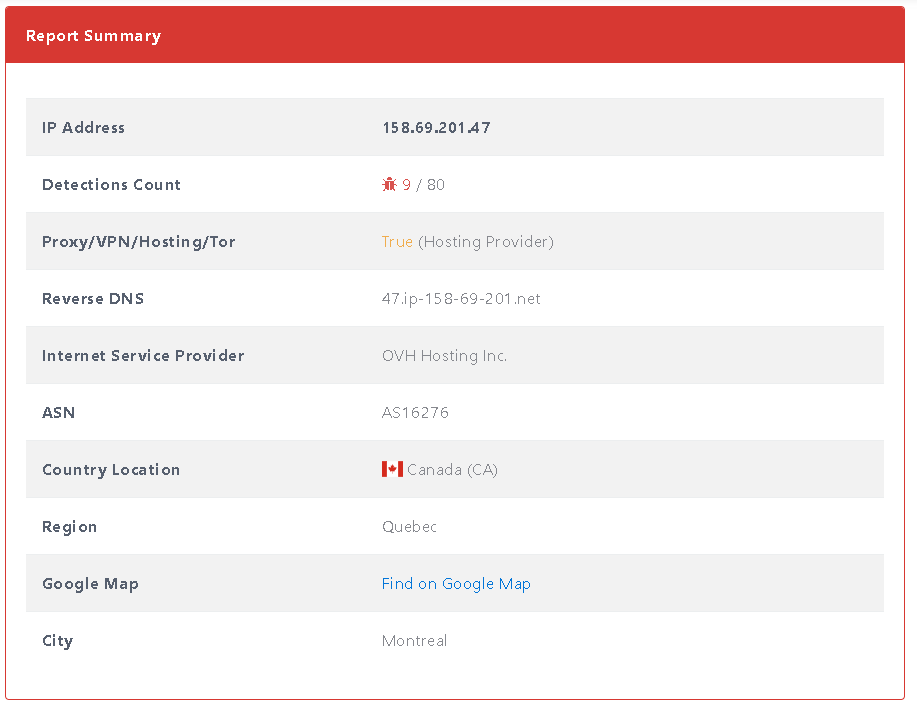 Report Summary
IP Address 158.69.201.47
Detections Count 9 / 80
Proxy/VPN/Hosting/Tor True (Hosting Provider)
Reverse DNS 47.ip-158-69-201.net
Internet Service Provider OVH Hosting Inc.
ASN AS16276
Country Location Canada (CA)
Region Quebec
Google Map Find on Google Map
City Montreal